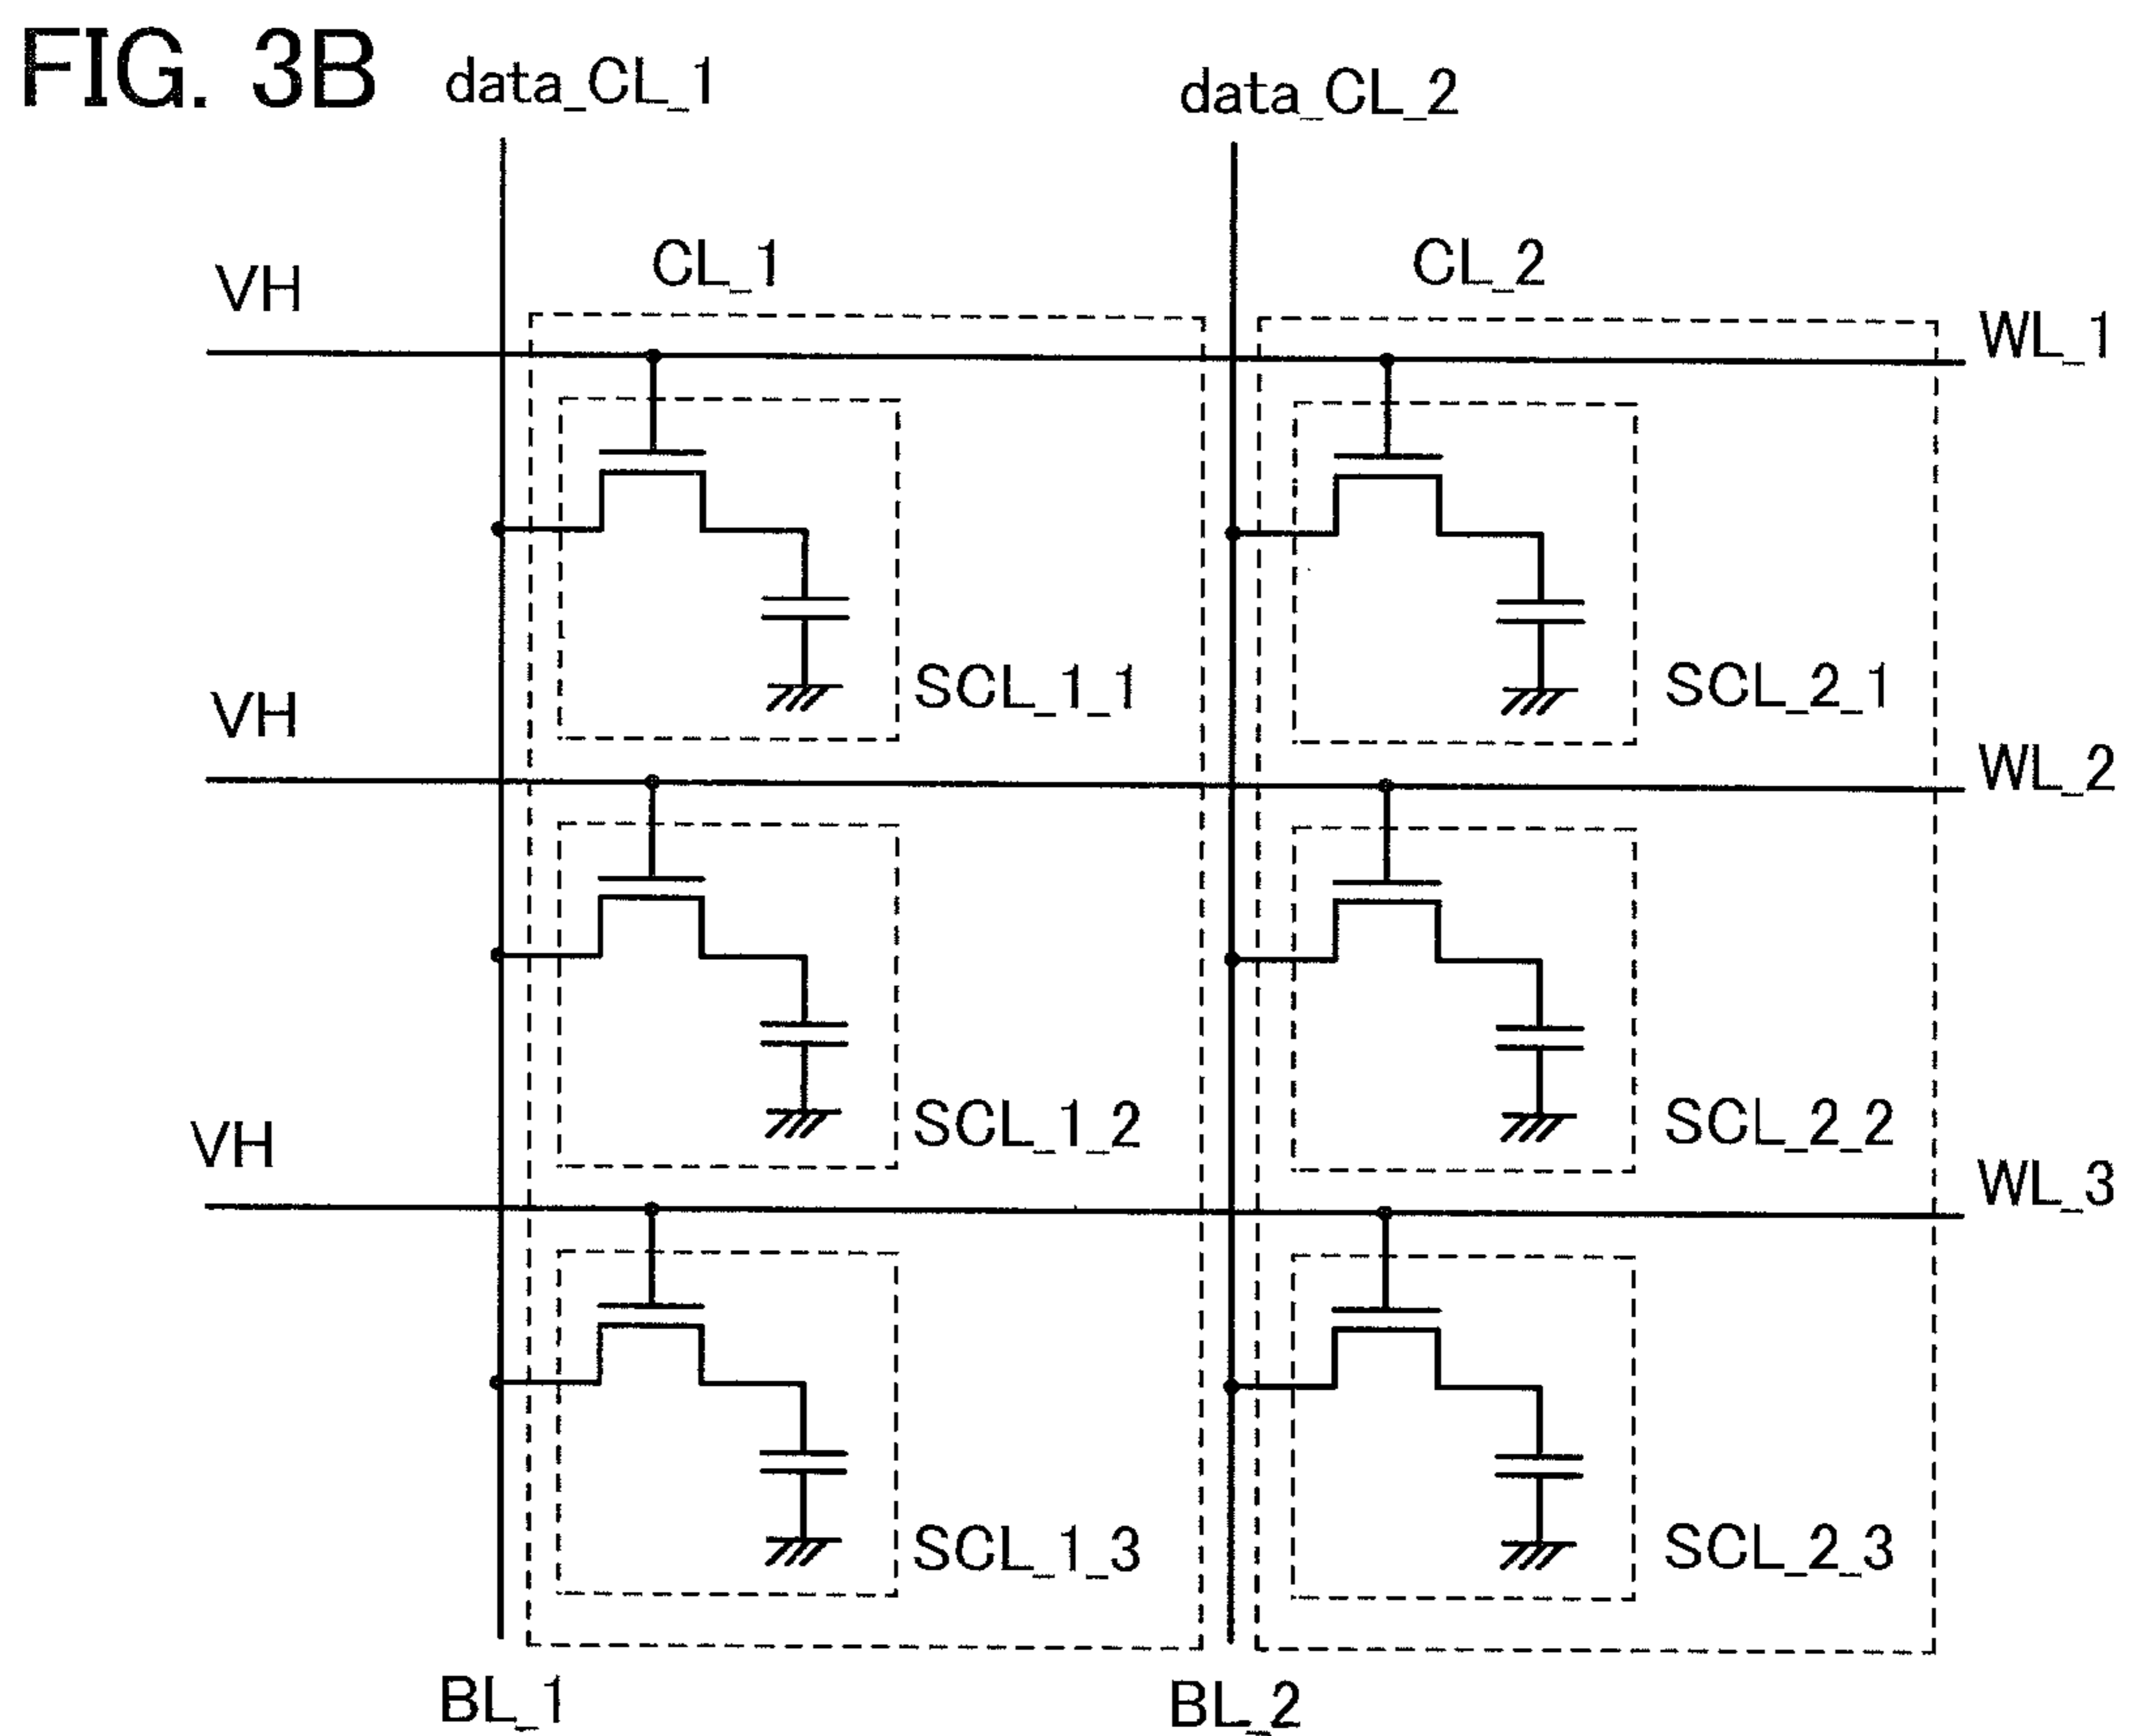 FIG. 3B
data_CL_1
data_CL_2
CL_1
CL_2
VH
WL_1
SCL_1_1
SCL_2_1
VH
WL_2
SCL_1_2
SCL_2_2
VH
WL_3
SCL_1_3
SCL_2_3
BL_1
BL_2